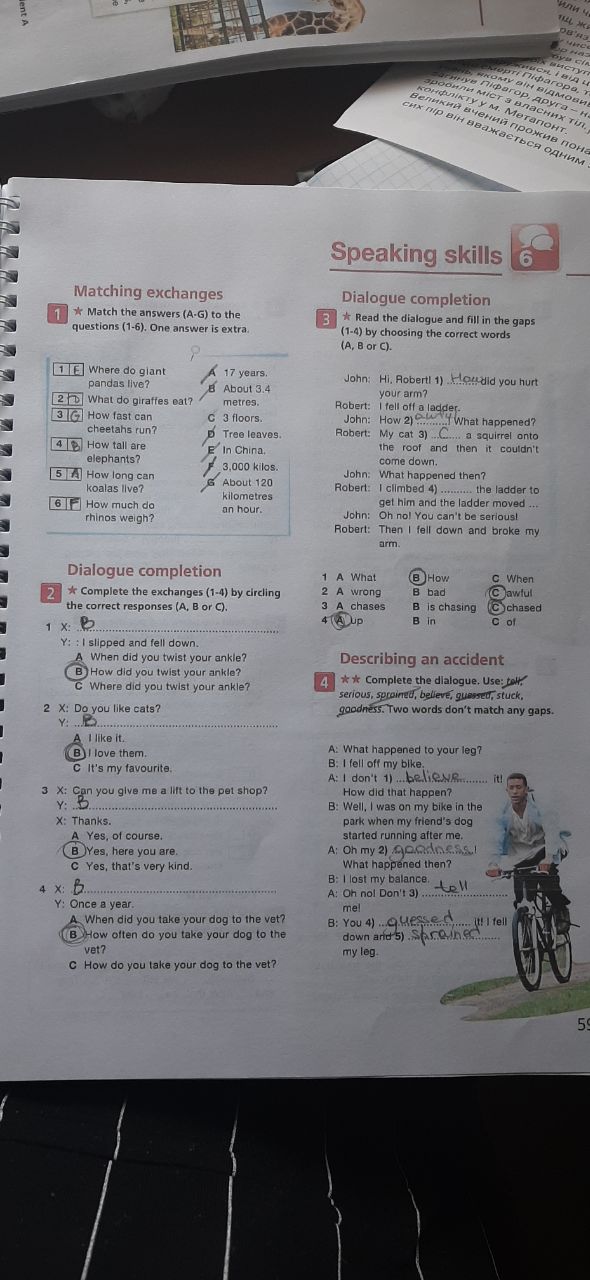 Speaking skills 6
Matching exchanges
1 ★ Match the answers (A-G) to the
questions (1-6). One answer is extra.
1 E Where do giant
pandas live?
2 D What do giraffes eat?
3 G How fast can
cheetahs run?
4 B How tall are
elephants?
5 A How long can
koalas live?
6 F How much do
rhinos weigh?
A 17 years.
B About 3.4
metres.
C 3 floors.
D Tree leaves.
E In China.
F 3,000 kilos.
G About 120
kilometres
an hour.
Dialogue completion
2 ★ Complete the exchanges (1-4) by circling
the correct responses (A, B or C).
1 X: B
Y: : I slipped and fell down.
A When did you twist your ankle?
B How did you twist your ankle?
C Where did you twist your ankle?
2 X: Do you like cats?
Y: B
A I like it.
B I love them.
C It's my favourite.
3 X: Can you give me a lift to the pet shop?
Y: B
X: Thanks.
A Yes, of course.
B Yes, here you are.
C Yes, that's very kind.
4 X: B
Y: Once a year.
A When did you take your dog to the vet?
B How often do you take your dog to the
vet?
C How do you take your dog to the vet?
Dialogue completion
3 ★ Read the dialogue and fill in the gaps
(1-4) by choosing the correct words
(A, B or C).
John: Hi, Robert! 1) How did you hurt
your arm?
Robert: I fell off a ladder.
John: How 2) awful! What happened?
Robert: My cat 3) C a squirrel onto
the roof and then it couldn't
come down.
John: What happened then?
Robert: I climbed 4) .......... the ladder to
get him and the ladder moved ...
John: Oh no! You can't be serious!
Robert: Then I fell down and broke my
arm.
1 A What B How C When
2 A wrong B bad C awful
3 A chases B is chasing C chased
4 A up B in C of
Describing an accident
4 ★★ Complete the dialogue. Use: tell,
serious, sprained, believe, guessed, stuck,
goodness. Two words don't match any gaps.
A: What happened to your leg?
B: I fell off my bike.
A: I don't 1) believe it!
How did that happen?
B: Well, I was on my bike in the
park when my friend's dog
started running after me.
A: Oh my 2) goodness!
What happened then?
B: I lost my balance.
A: Oh no! Don't 3) tell
me!
B: You 4) guessed it! I fell
down and 5) sprained
my leg.
59
загинув Піфагор. Друга – н
зробили міст з власних тіл,
конфлікту у м. Метапонт.
Великий вчений прожив пона
сих пір він вважається одним